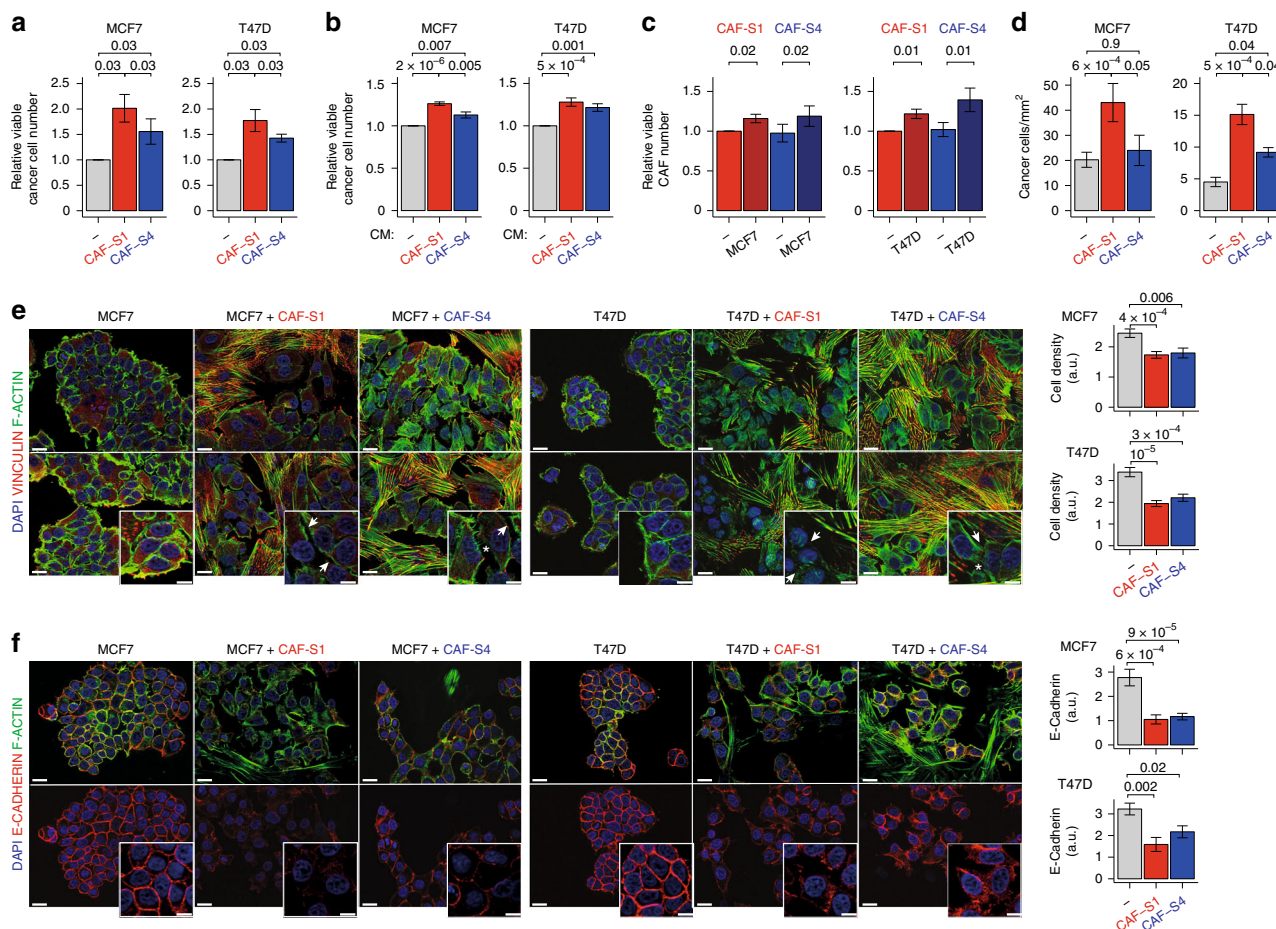 a
MCF7
0.03
0.03 0.03
Relative viable
cancer cell number
2.5
2.0
1.5
1.0
0.5
0
–
CAF–S1
CAF–S4
T47D
0.03
0.03 0.03
2.5
2.0
1.5
1.0
0.5
0
–
CAF–S1
CAF–S4
b
MCF7
0.007
2 × 10⁻⁶ 0.005
Relative viable
cancer cell number
1.5
1.0
0.5
0
CM:
–
CAF–S1
CAF–S4
T47D
0.001
5 × 10⁻⁴
1.5
1.0
0.5
0
CM:
–
CAF–S1
CAF–S4
c
CAF–S1 CAF–S4
0.02 0.02
Relative viable
CAF number
1.5
1.0
0.5
0
–
MCF7
–
MCF7
CAF–S1 CAF–S4
0.01 0.01
1.5
1.0
0.5
0
–
T47D
–
T47D
d
MCF7
0.9
6 × 10⁻⁴ 0.05
Cancer cells/mm²
50
40
30
20
10
0
–
CAF–S1
CAF–S4
T47D
0.04
5 × 10⁻⁴ 0.04
20
15
10
5
0
–
CAF–S1
CAF–S4
e
MCF7 MCF7 + CAF-S1 MCF7 + CAF-S4 T47D T47D + CAF-S1 T47D + CAF-S4
DAPI VINCULIN F-ACTIN
*
*
MCF7
0.006
4 × 10⁻⁴
Cell density
(a.u.)
2
1
0
T47D
3 × 10⁻⁴
10⁻⁵
Cell density
(a.u.)
3
2
1
0
–
CAF–S1
CAF–S4
f
MCF7 MCF7 + CAF-S1 MCF7 + CAF-S4 T47D T47D + CAF-S1 T47D + CAF-S4
DAPI E-CADHERIN F-ACTIN
MCF7
9 × 10⁻⁵
6 × 10⁻⁴
E-Cadherin
(a.u.)
3
2
1
0
T47D
0.02
0.002
E-Cadherin
(a.u.)
3
2
1
0
–
CAF–S1
CAF–S4